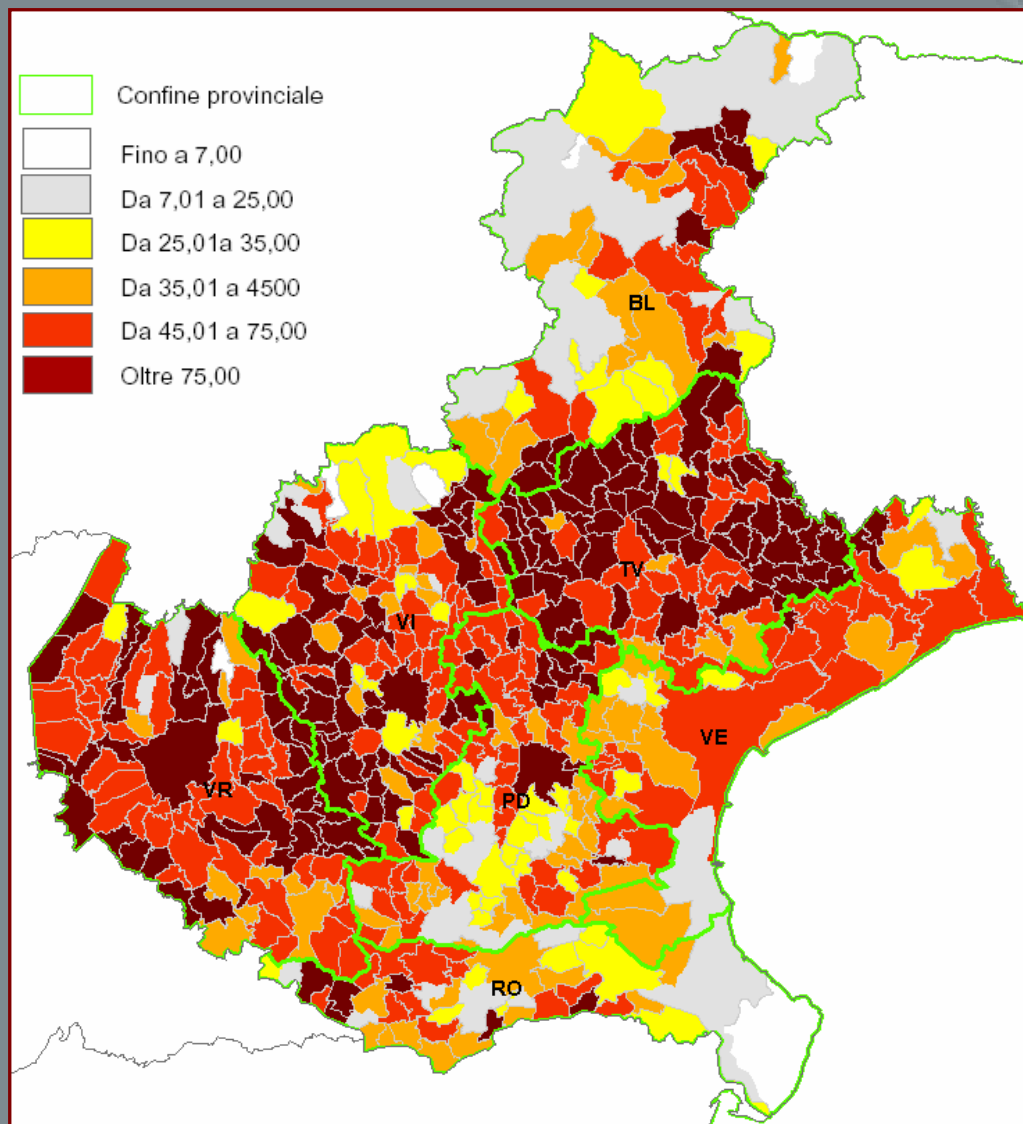 Confine provinciale
Fino a 7,00
Da 7,01 a 25,00
Da 25,01a 35,00
Da 35,01 a 4500
Da 45,01 a 75,00
Oltre 75,00
BL
TV
VI
VE
VR
PD
RO